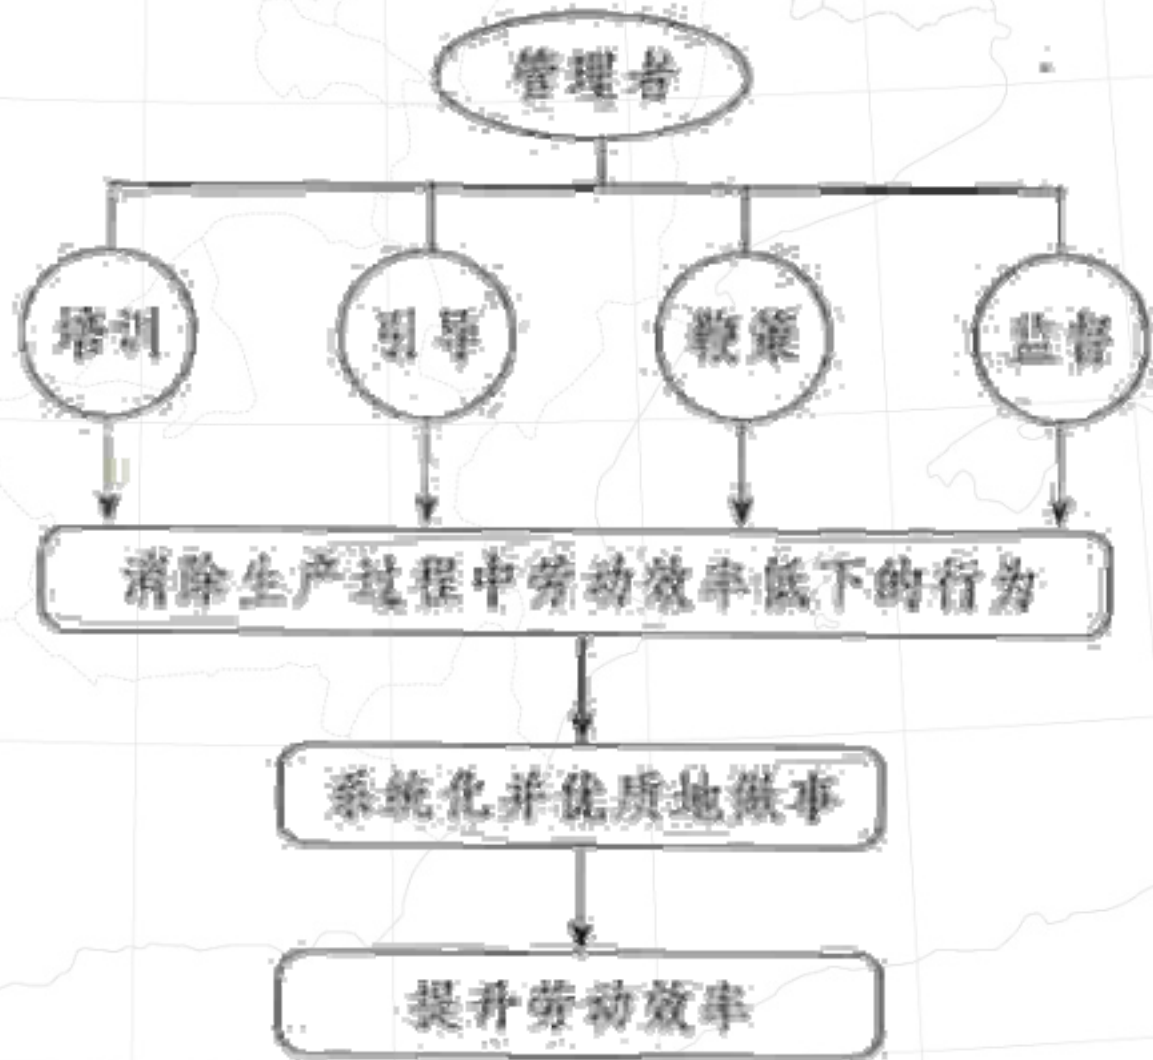 管理者
培训
引导
鞭策
监督
消除生产过程中劳动效率低下的行为
系统化并优质地做事
提升劳动效率